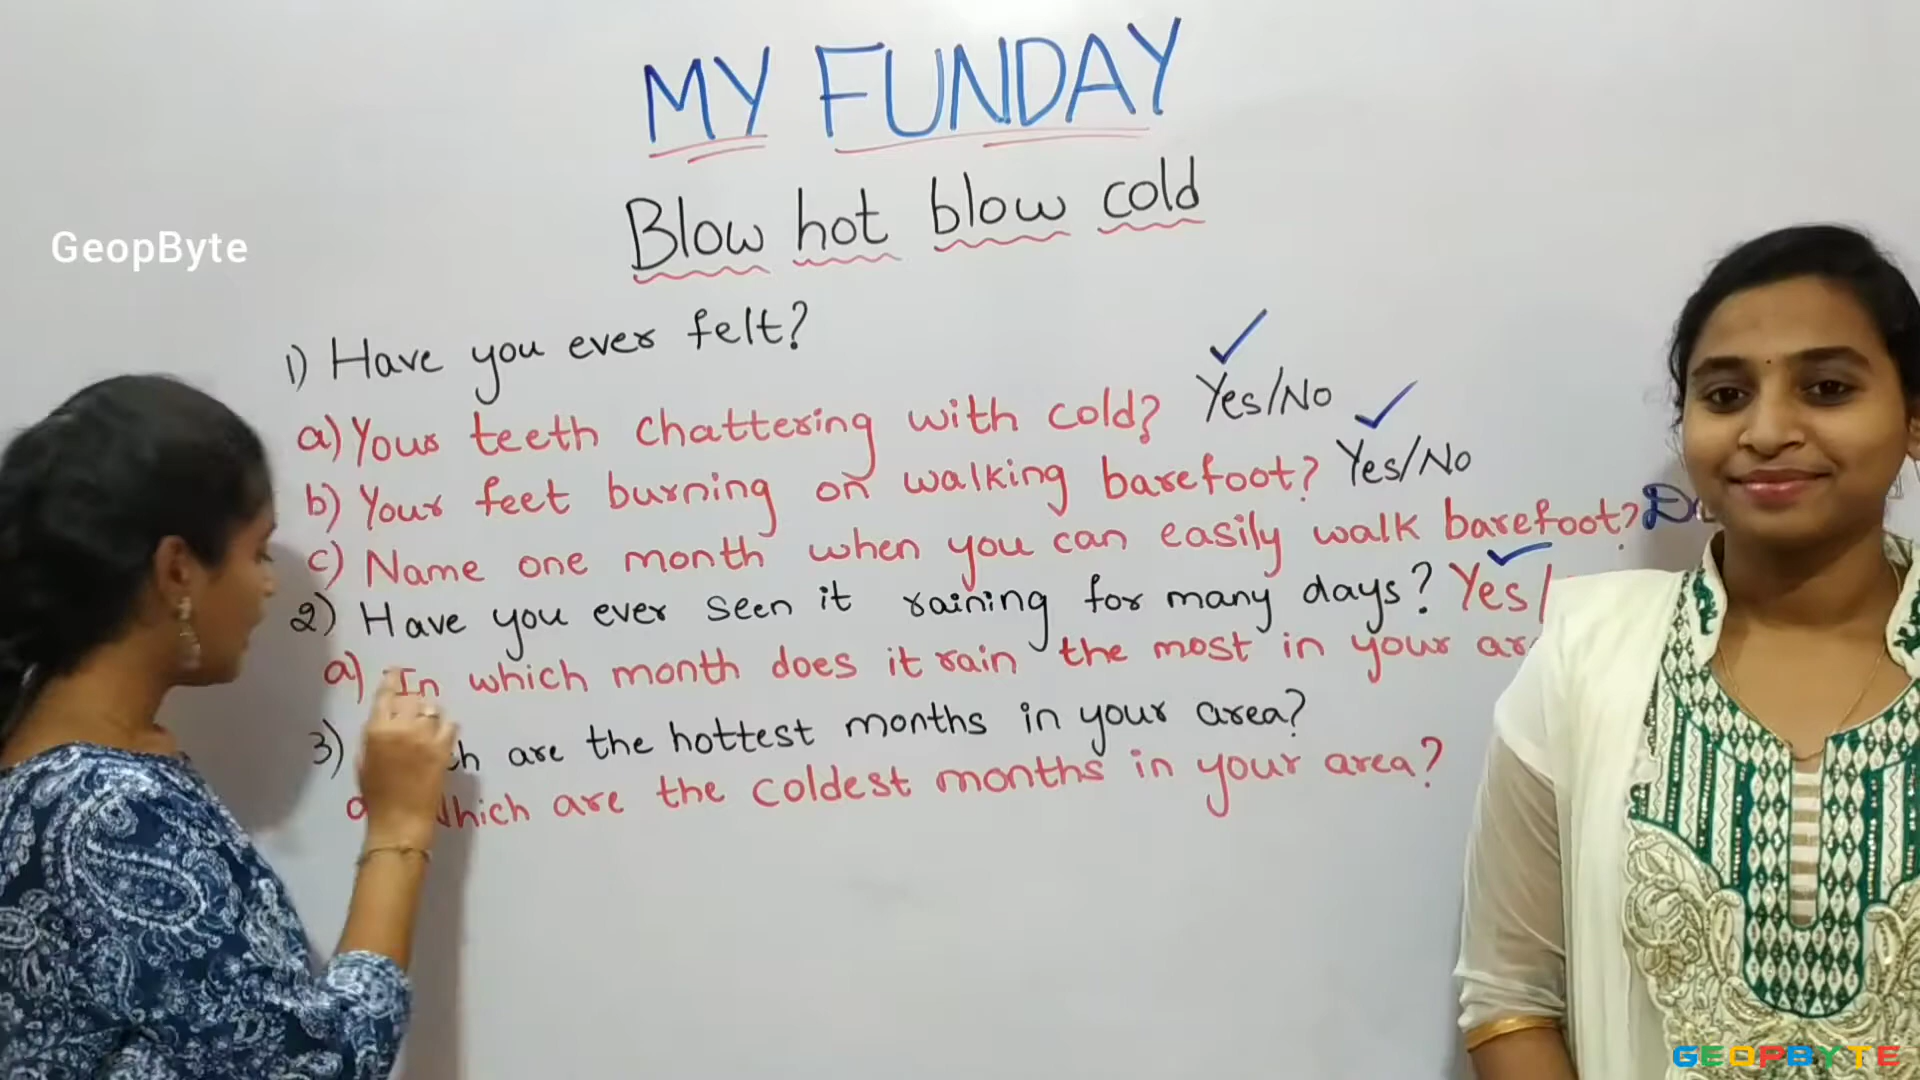 MY FUNDAY
Blow hot blow cold
GeopByte
1) Have you ever felt?
a) Your teeth chattering with cold? Yes/No
b) Your feet burning on walking barefoot? Yes/No
c) Name one month when you can easily walk barefoot?
2) Have you ever seen it raining for many days? Yes/
a) In which month does it rain the most in your
3) are the hottest months in your area?
Which are the coldest months in your area?
GEOPBYTE